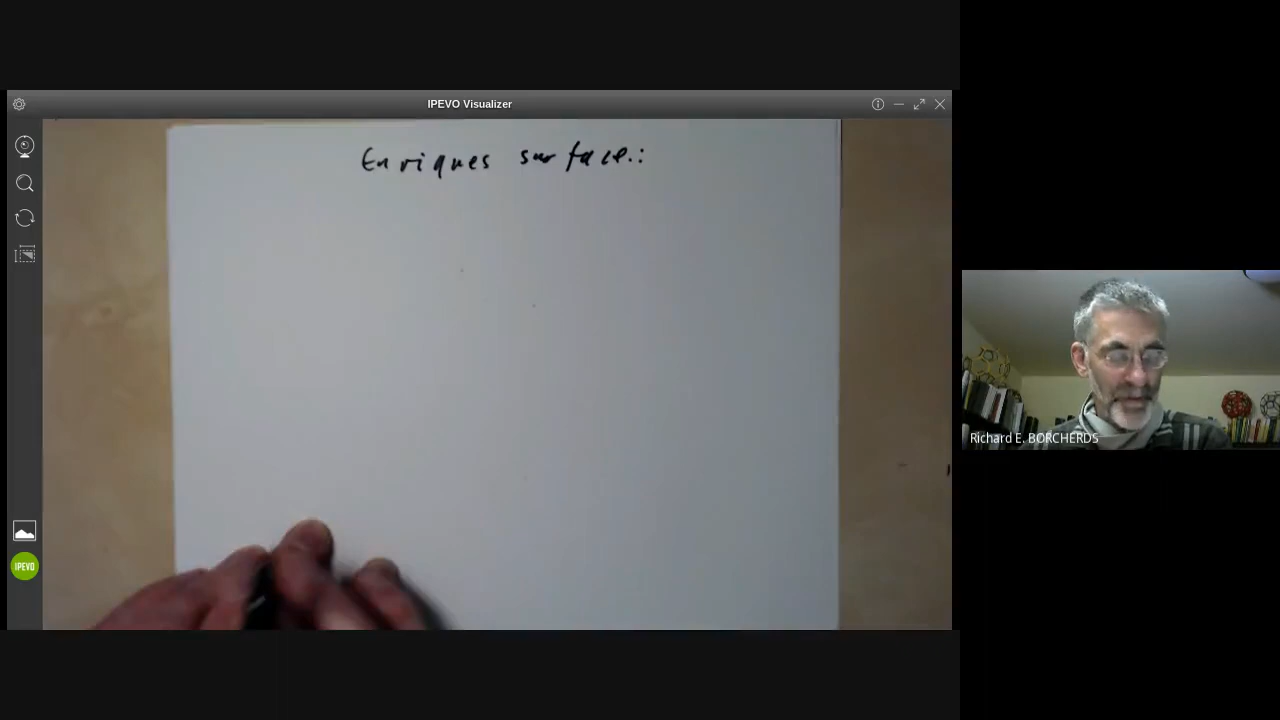 IPEVO Visualizer
Enriques surface.:
IPEVO
Richard E. BORCHERDS